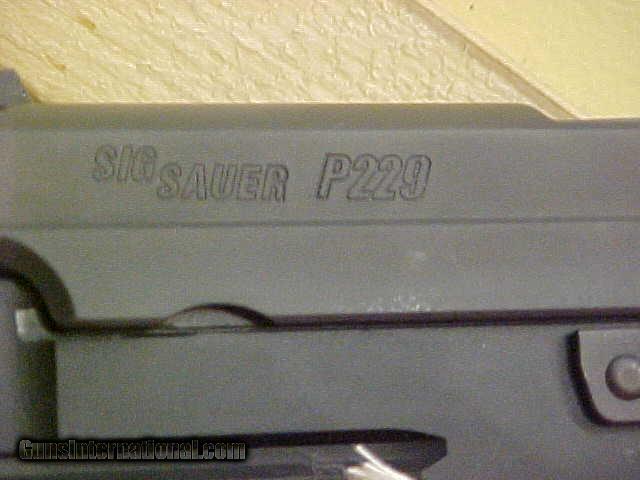 SIG SAUER P229
GunsInternational.com